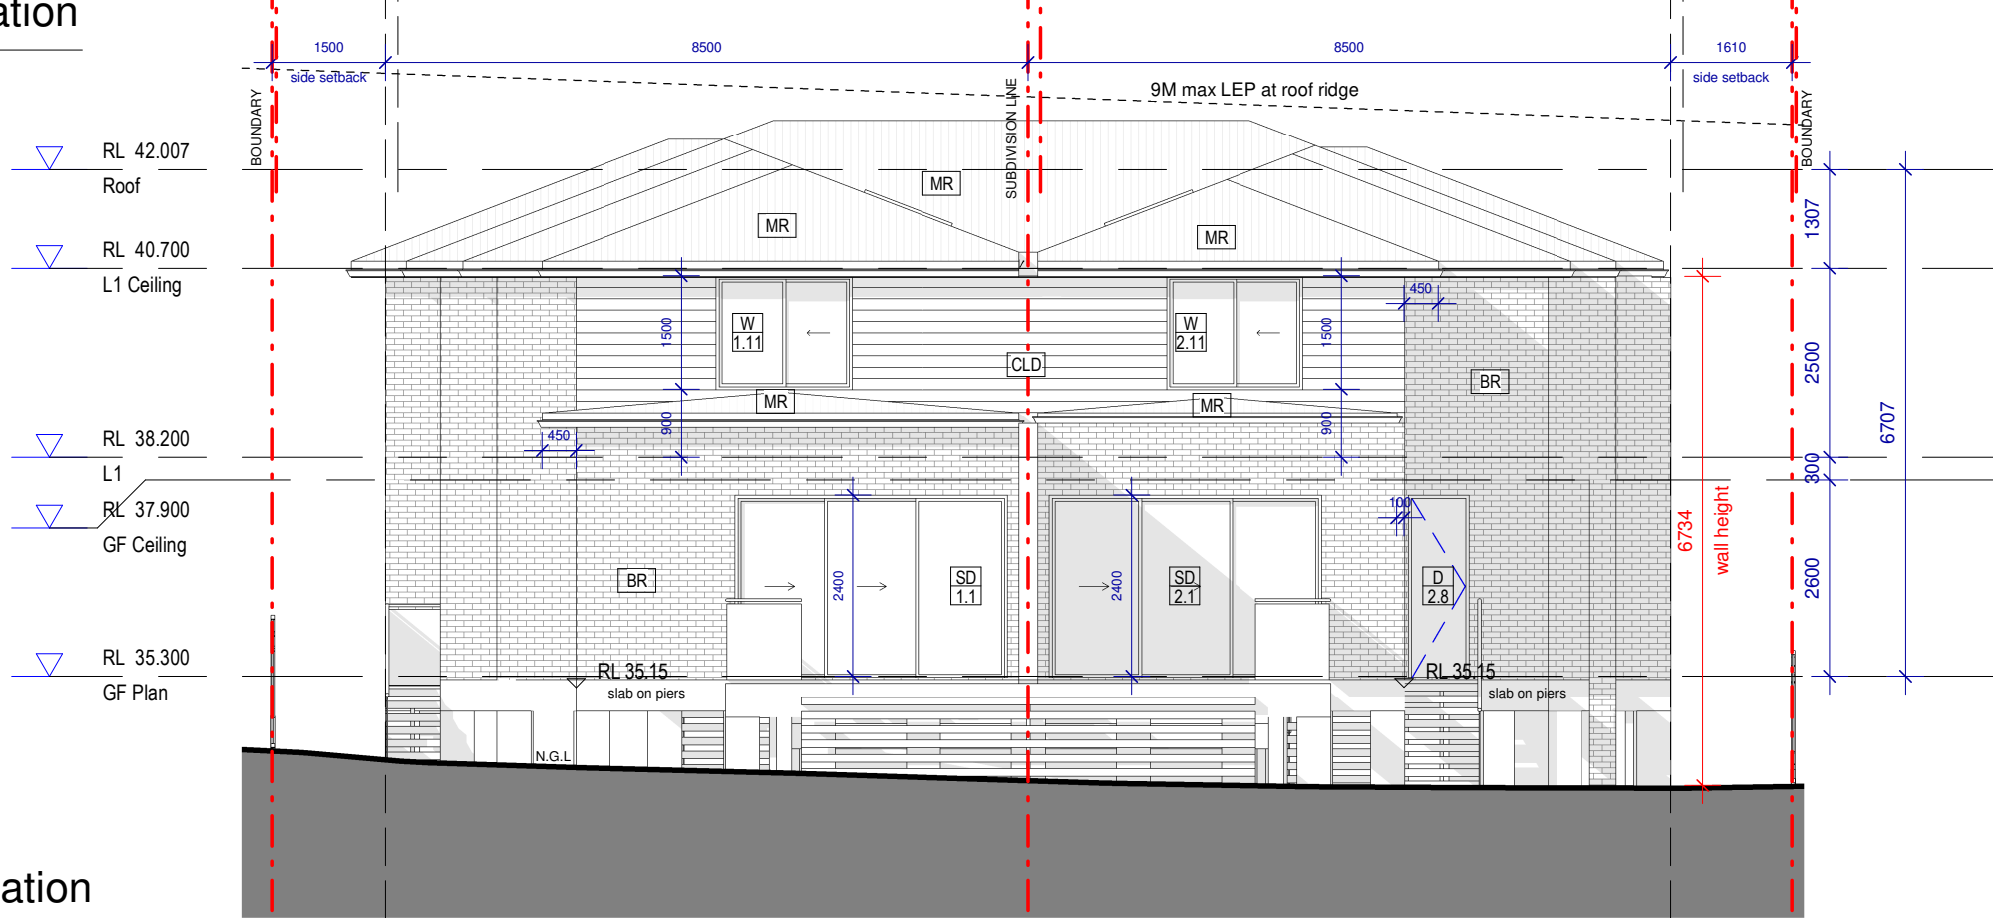 ation
1500
8500
8500
1610
side setback
side setback
9M max LEP at roof ridge
BOUNDARY
SUBDIVISION LINE
BOUNDARY
RL 42.007
Roof
MR
MR
MR
1307
RL 40.700
L1 Ceiling
450
W
1.11
W
2.11
1500
1500
CLD
2500
BR
MR
MR
900
900
450
6707
RL 38.200
L1
300
RL 37.900
GF Ceiling
100
6734
wall height
BR
2400
SD
1.1
2400
SD
2.1
D
2.8
2600
RL 35.300
GF Plan
RL 35.15
slab on piers
RL 35.15
slab on piers
N.G.L
ation